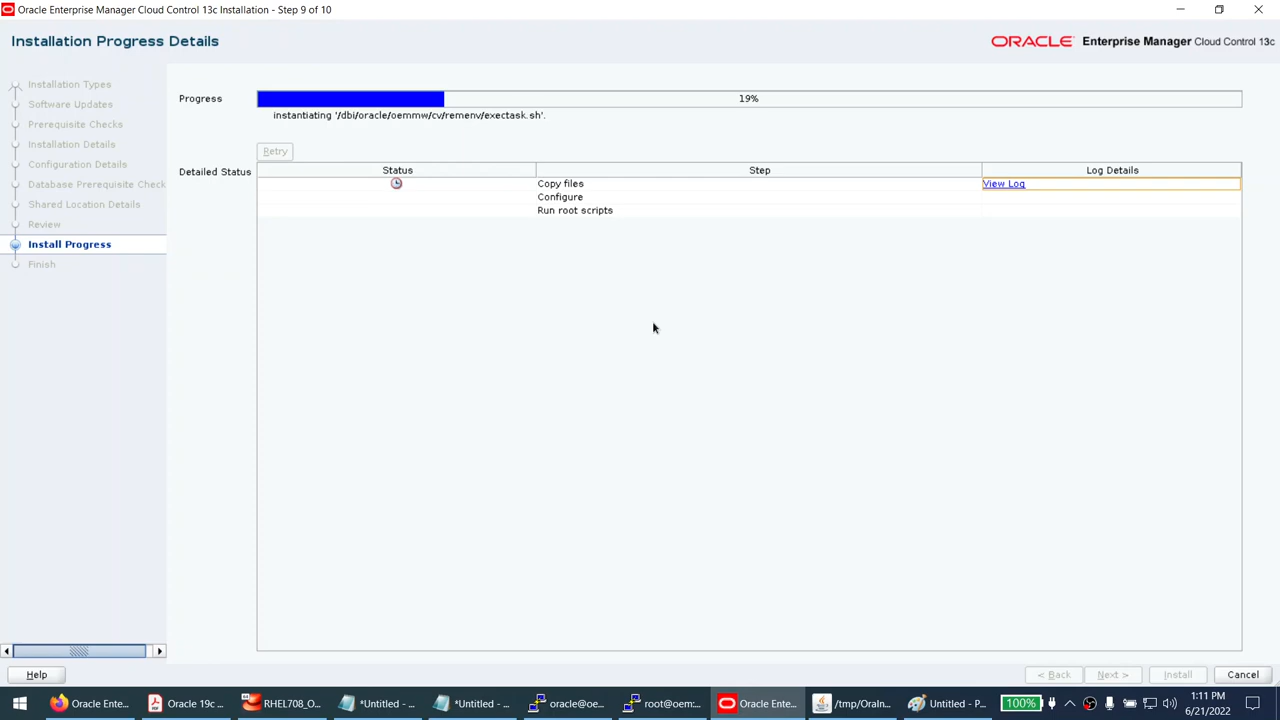 Oracle Enterprise Manager Cloud Control 13c Installation - Step 9 of 10
Installation Progress Details
ORACLE Enterprise Manager Cloud Control 13c
Installation Types
Software Updates
Prerequisite Checks
Installation Details
Configuration Details
Database Prerequisite Check
Shared Location Details
Review
Install Progress
Finish
Progress
19%
instantiating '/dbi/oracle/oemmw/cv/remenv/exectask.sh'.
Retry
Detailed Status
Status Step Log Details
Copy files View Log
Configure
Run root scripts
Help
< Back Next > Install Cancel
Oracle Ente... Oracle 19c ... RHEL708_O... *Untitled - ... *Untitled - ... oracle@oe... root@oem... Oracle Ente... /tmp/OraIn... Untitled - P... 100% 1:11 PM
6/21/2022